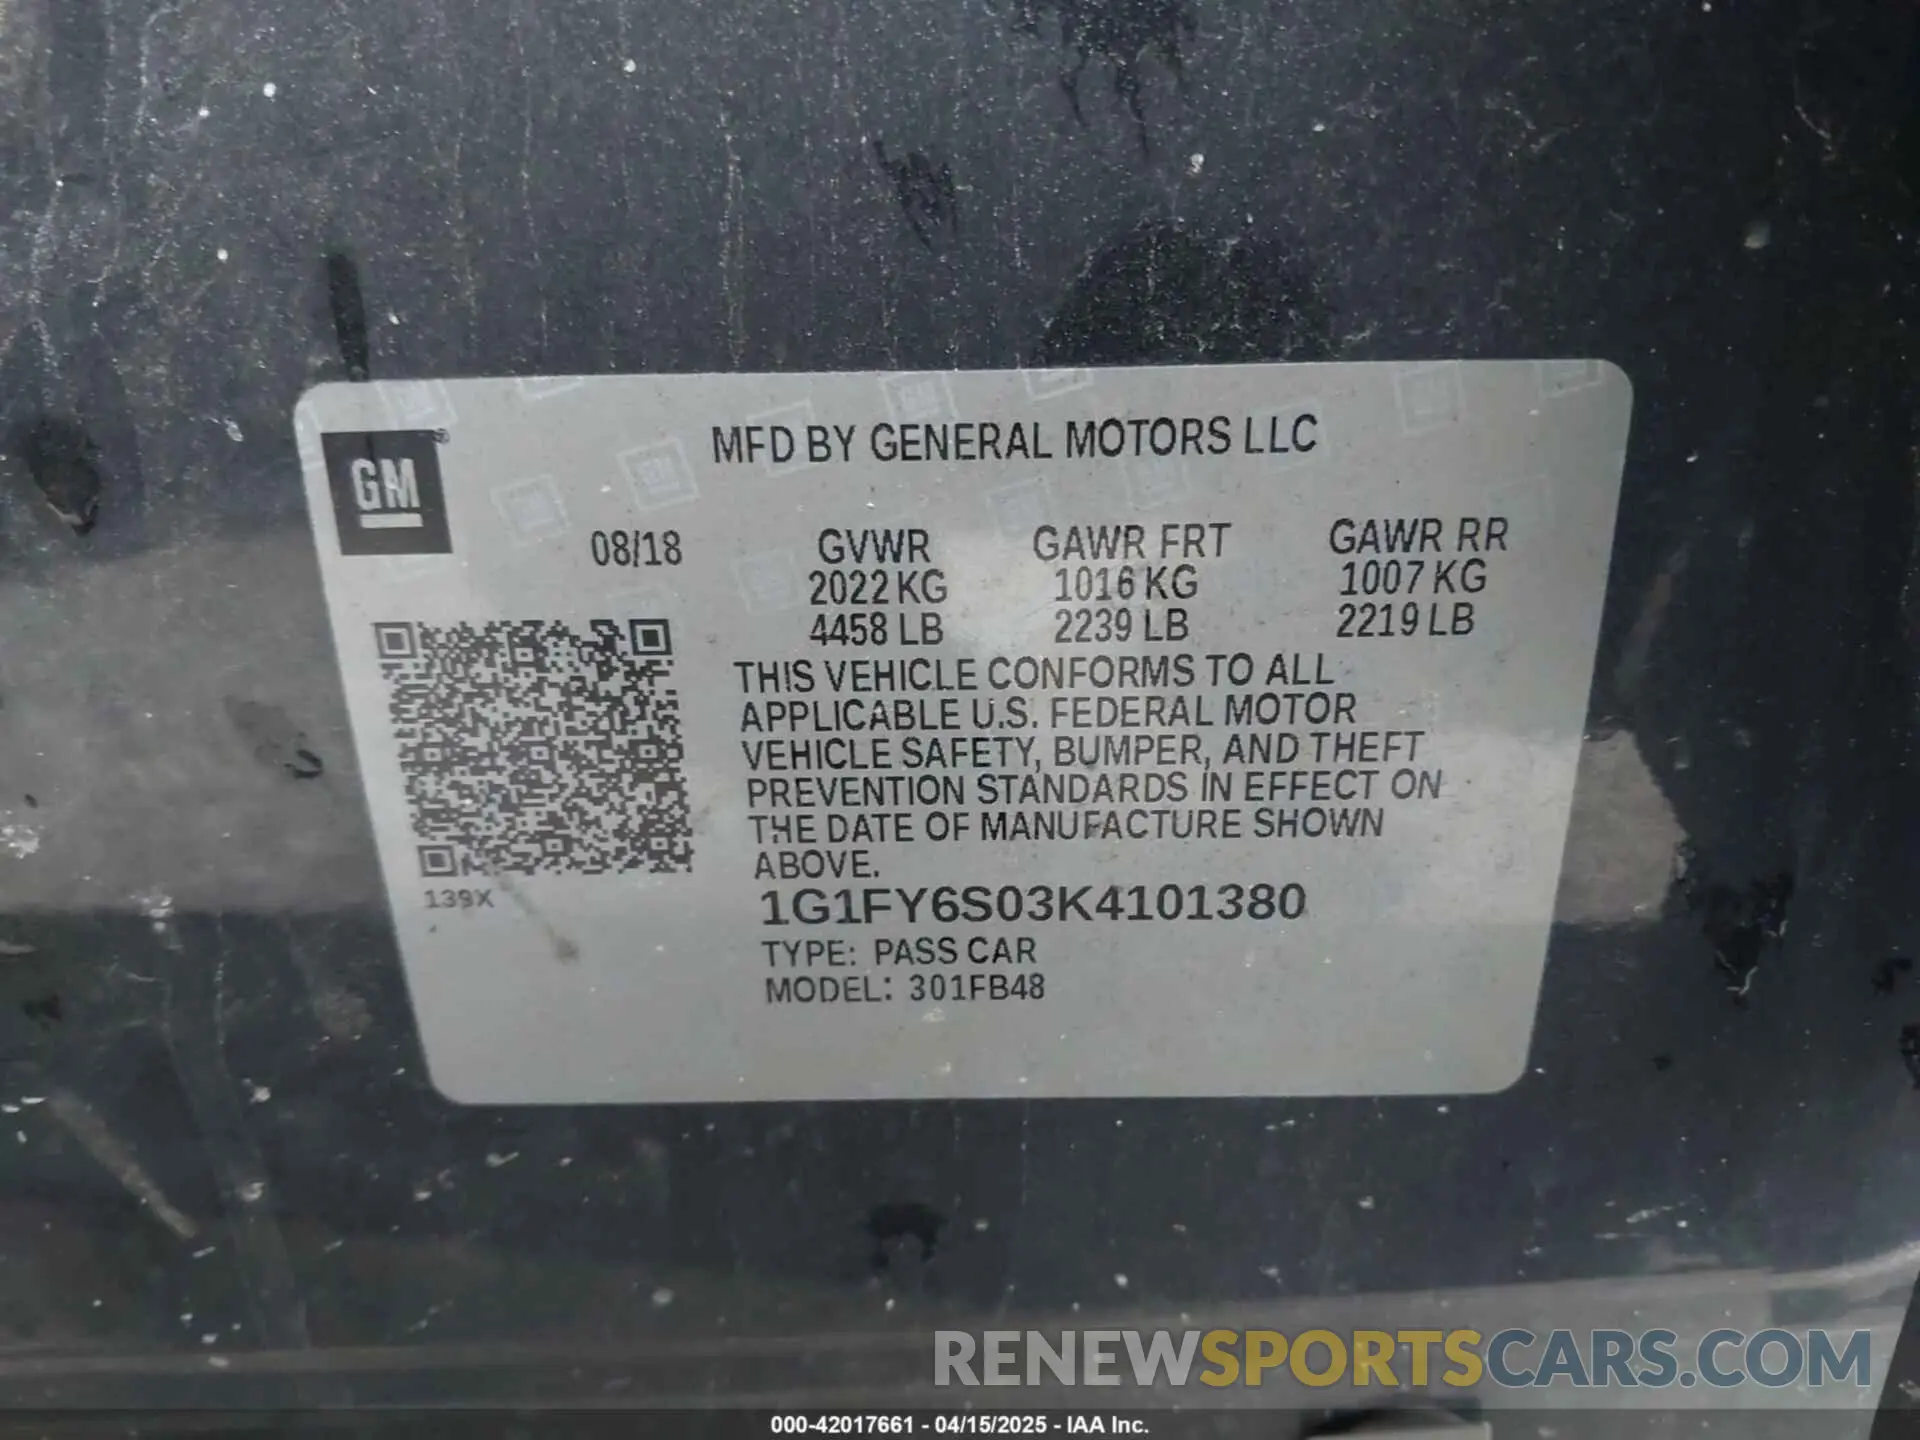 MFD BY GENERAL MOTORS LLC
GM
08/18 GVWR GAWR FRT GAWR RR
2022 KG 1016 KG 1007 KG
4458 LB 2239 LB 2219 LB
THIS VEHICLE CONFORMS TO ALL
APPLICABLE U.S. FEDERAL MOTOR
VEHICLE SAFETY, BUMPER, AND THEFT
PREVENTION STANDARDS IN EFFECT ON
THE DATE OF MANUFACTURE SHOWN
ABOVE.
139X
1G1FY6S03K4101380
TYPE: PASS CAR
MODEL: 301FB48
RENEWSPORTSCARS.COM
000-42017661 - 04/15/2025 - IAA Inc.